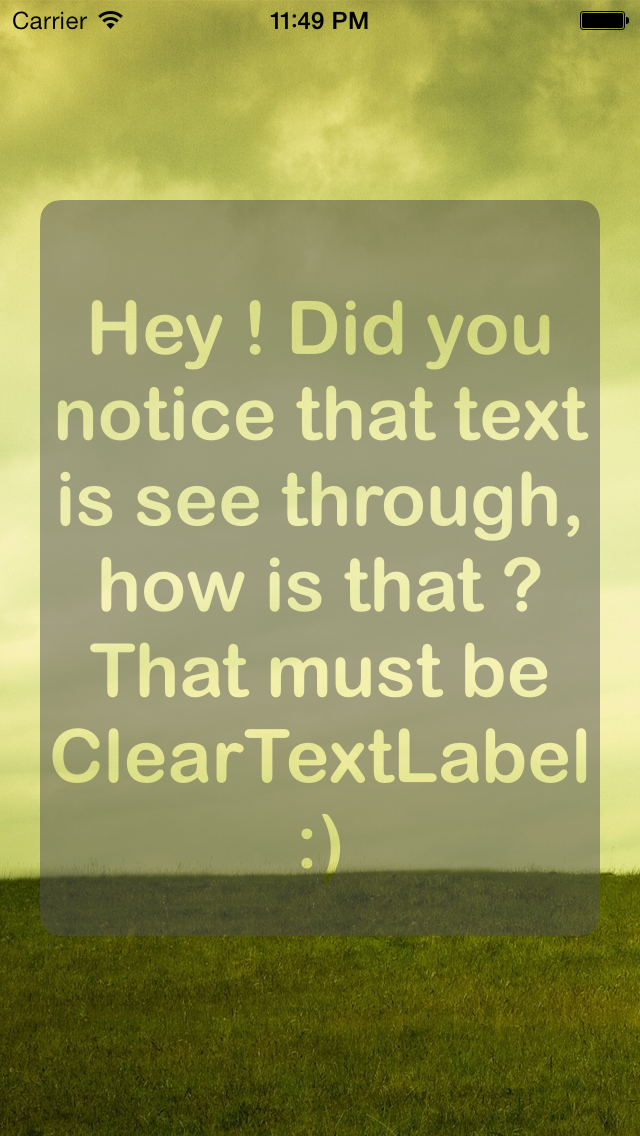 Carrier 11:49 PM
Hey ! Did you
notice that text
is see through,
how is that ?
That must be
ClearTextLabel
:)